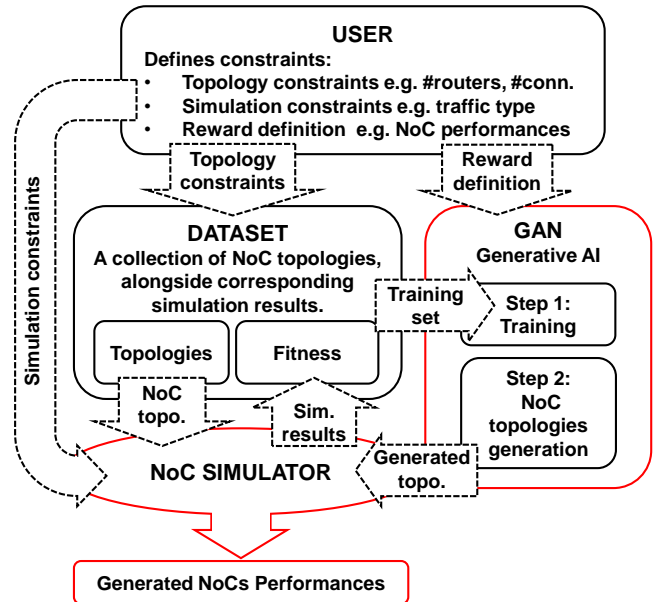 USER
Defines constraints:
• Topology constraints e.g. #routers, #conn.
• Simulation constraints e.g. traffic type
• Reward definition e.g. NoC performances
Topology
constraints
Reward
definition
Simulation constraints
DATASET
A collection of NoC topologies,
alongside corresponding
simulation results.
Topologies
Fitness
Training
set
GAN
Generative AI
Step 1:
Training
Step 2:
NoC
topologies
generation
NoC
topo.
Sim.
results
Generated
topo.
NoC SIMULATOR
Generated NoCs Performances